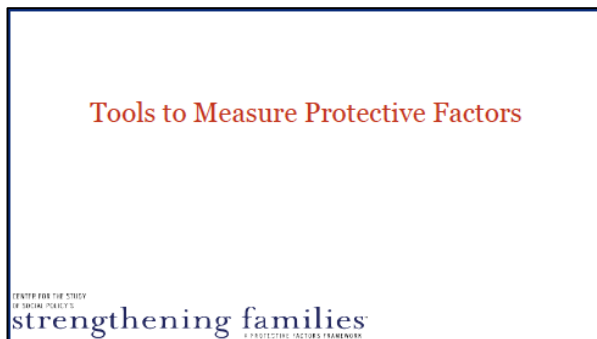 Tools to Measure Protective Factors
CENTER FOR THE STUDY
OF SOCIAL POLICY'S
strengthening families
A PROTECTIVE FACTORS FRAMEWORK